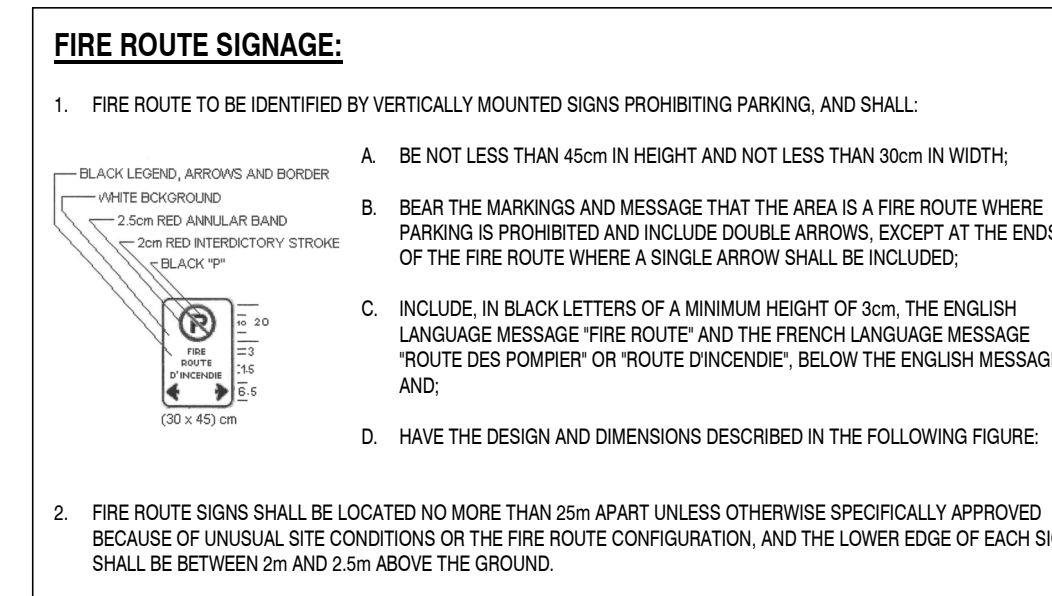 FIRE ROUTE SIGNAGE:
1. FIRE ROUTE TO BE IDENTIFIED BY VERTICALLY MOUNTED SIGNS PROHIBITING PARKING, AND SHALL:
A. BE NOT LESS THAN 45cm IN HEIGHT AND NOT LESS THAN 30cm IN WIDTH;
B. BEAR THE MARKINGS AND MESSAGE THAT THE AREA IS A FIRE ROUTE WHERE
PARKING IS PROHIBITED AND INCLUDE DOUBLE ARROWS, EXCEPT AT THE ENDS
OF THE FIRE ROUTE WHERE A SINGLE ARROW SHALL BE INCLUDED;
C. INCLUDE, IN BLACK LETTERS OF A MINIMUM HEIGHT OF 3cm, THE ENGLISH
LANGUAGE MESSAGE "FIRE ROUTE" AND THE FRENCH LANGUAGE MESSAGE
"ROUTE DES POMPIER" OR "ROUTE D'INCENDIE", BELOW THE ENGLISH MESSAGE
AND;
D. HAVE THE DESIGN AND DIMENSIONS DESCRIBED IN THE FOLLOWING FIGURE:
BLACK LEGEND, ARROWS AND BORDER
WHITE BCKGROUND
2.5cm RED ANNULAR BAND
2cm RED INTERDICTORY STROKE
BLACK "P"
P
10 20
FIRE
ROUTE
D'INCENDIE
3
1.5
6.5
(30 x 45) cm
2. FIRE ROUTE SIGNS SHALL BE LOCATED NO MORE THAN 25m APART UNLESS OTHERWISE SPECIFICALLY APPROVED
BECAUSE OF UNUSUAL SITE CONDITIONS OR THE FIRE ROUTE CONFIGURATION, AND THE LOWER EDGE OF EACH
SHALL BE BETWEEN 2m AND 2.5m ABOVE THE GROUND.